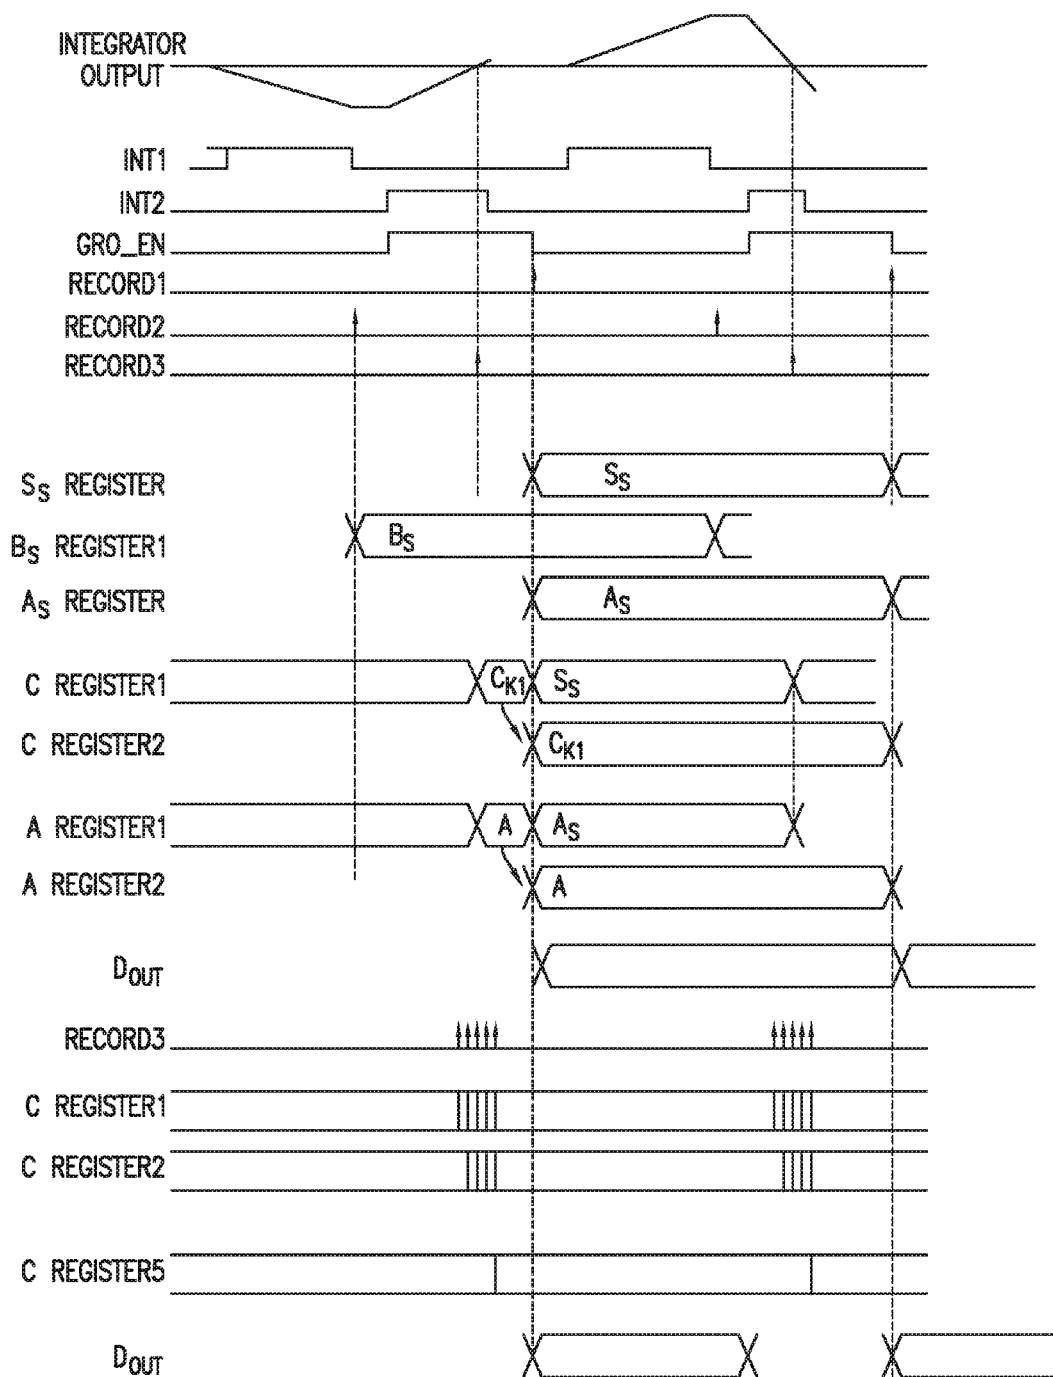 INTEGRATOR
OUTPUT
INT1
INT2
GRO_EN
RECORD1
RECORD2
RECORD3
SS REGISTER
SS
BS REGISTER1
BS
AS REGISTER
AS
C REGISTER1
CK1
SS
C REGISTER2
CK1
A REGISTER1
A
AS
A REGISTER2
A
DOUT
RECORD3
C REGISTER1
C REGISTER2
C REGISTER5
DOUT